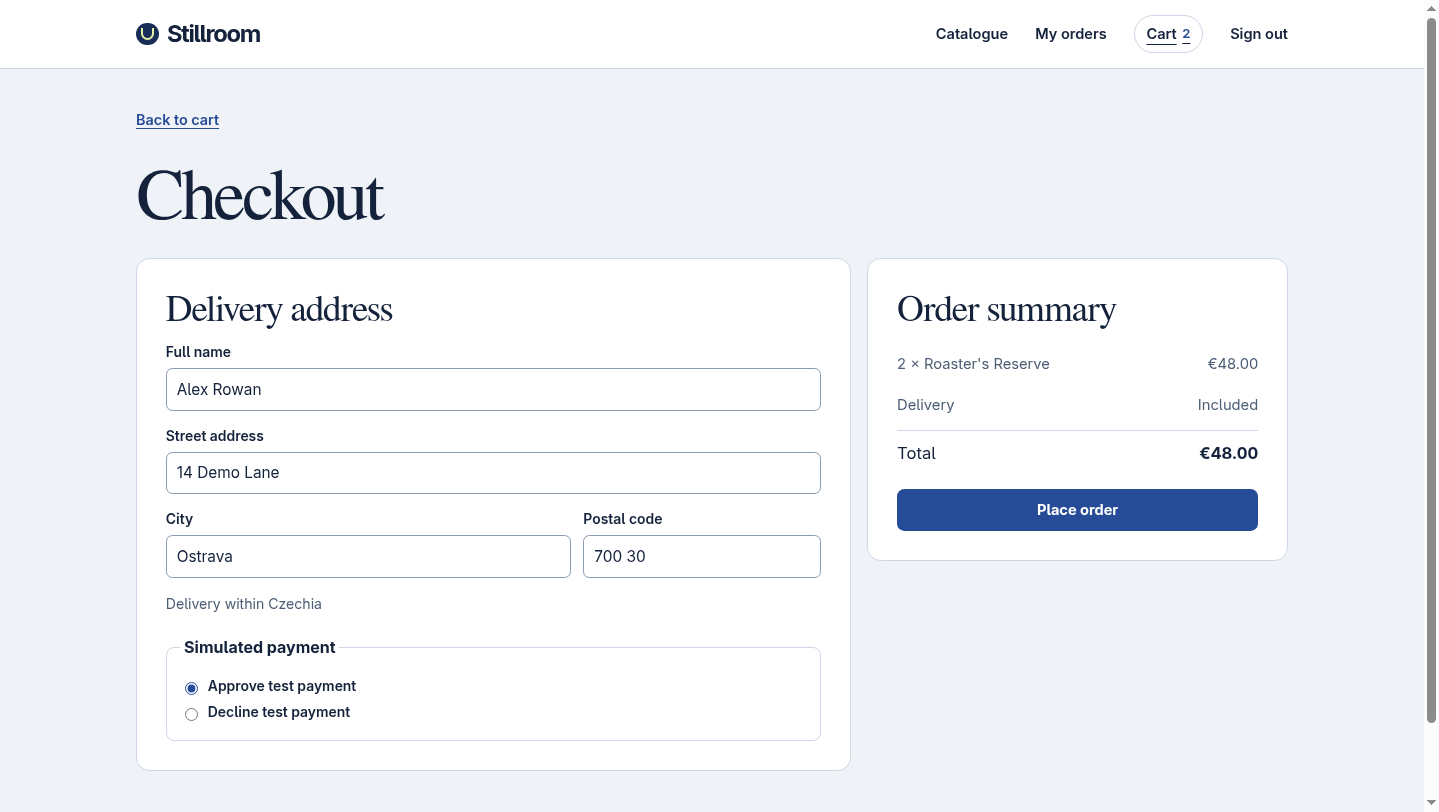 Stillroom
Catalogue My orders Cart 2 Sign out
Back to cart
Checkout
Delivery address
Full name
Alex Rowan
Street address
14 Demo Lane
City Postal code
Ostrava 700 30
Delivery within Czechia
Simulated payment
Approve test payment
Decline test payment
Order summary
2 × Roaster's Reserve €48.00
Delivery Included
Total €48.00
Place order